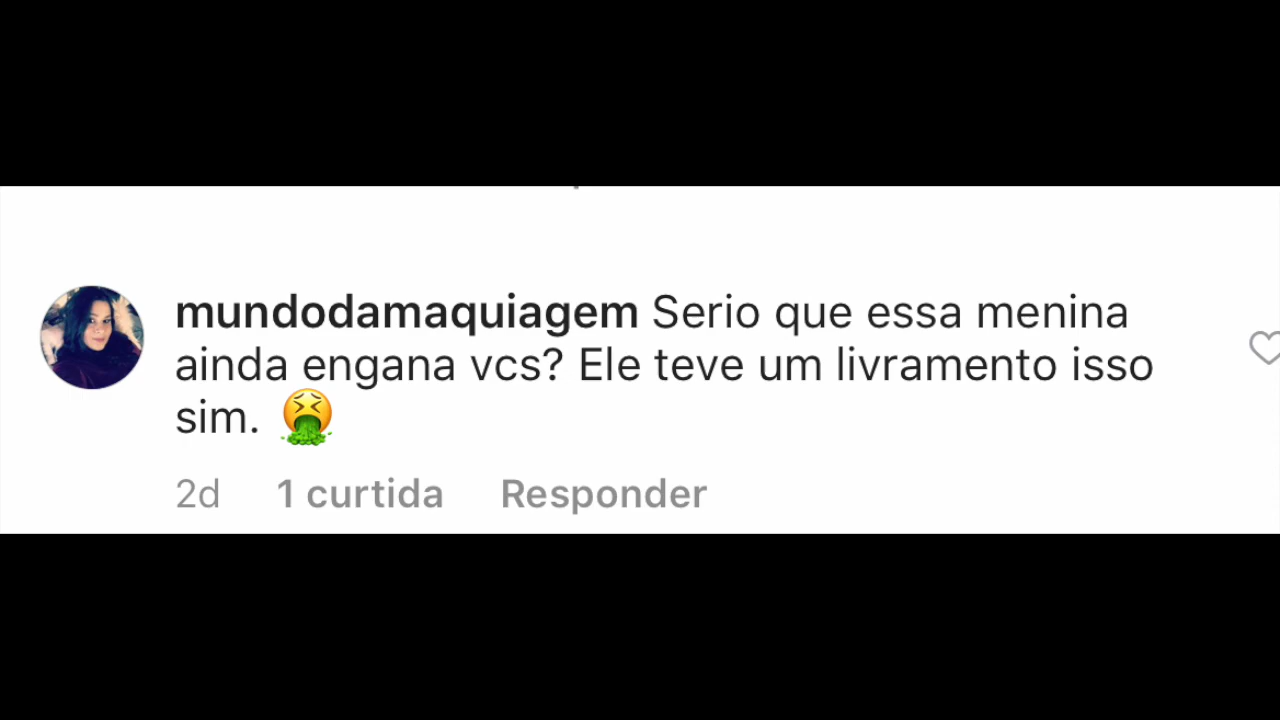 mundodamaquiagem Serio que essa menina
ainda engana vcs? Ele teve um livramento isso
sim. 🤮
2d 1 curtida Responder